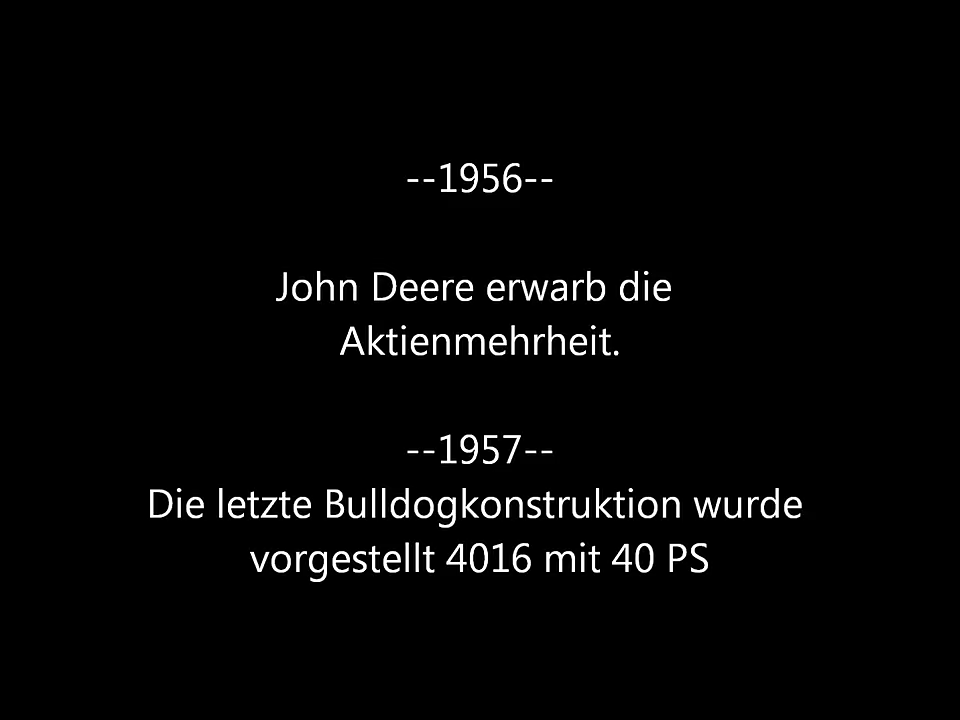 --1956--
John Deere erwarb die
Aktienmehrheit.
--1957--
Die letzte Bulldogkonstruktion wurde
vorgestellt 4016 mit 40 PS